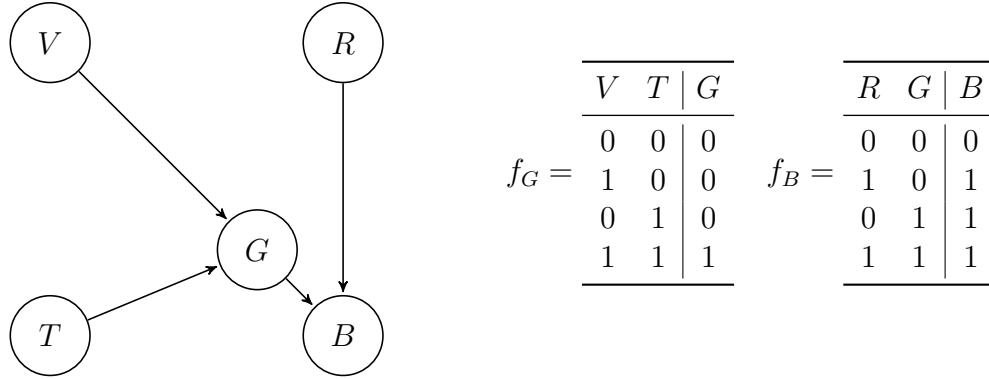 V R
G
T B
f_G =
V T G
0 0 0
1 0 0
0 1 0
1 1 1
f_B =
R G B
0 0 0
1 0 1
0 1 1
1 1 1